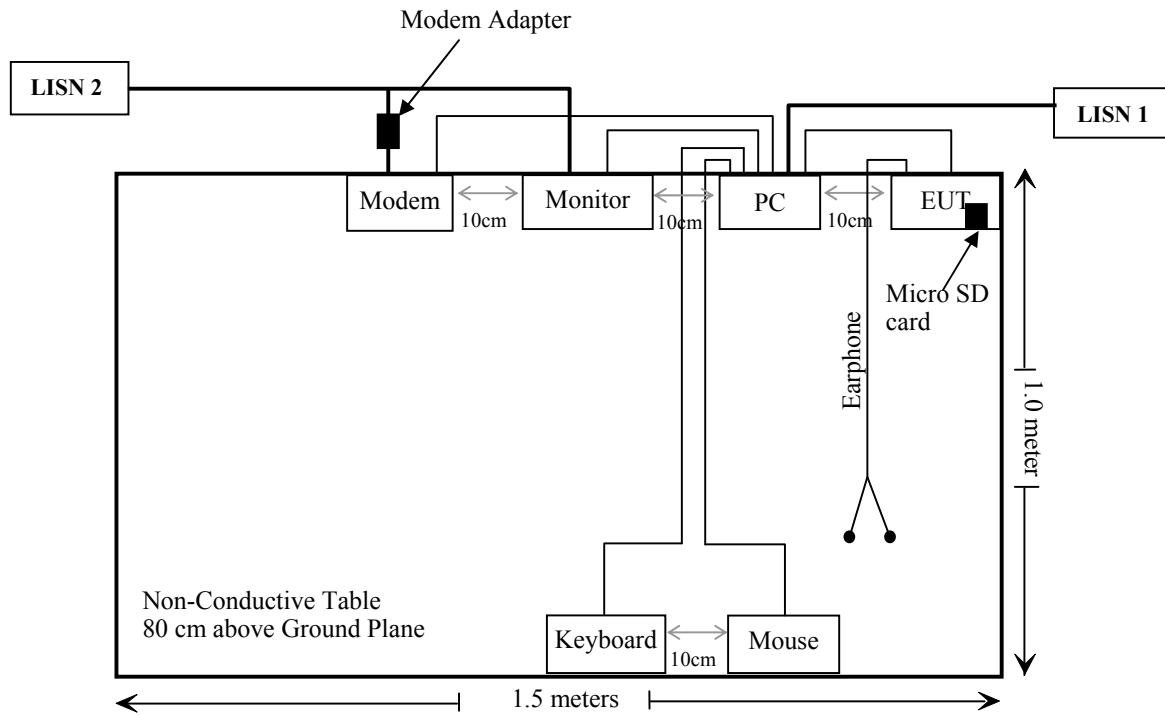 Modem Adapter
LISN 2
LISN 1
Modem
Monitor
PC
EUT
10cm
10cm
10cm
Micro SD
card
Earphone
1.0 meter
Non-Conductive Table
80 cm above Ground Plane
Keyboard
Mouse
10cm
1.5 meters